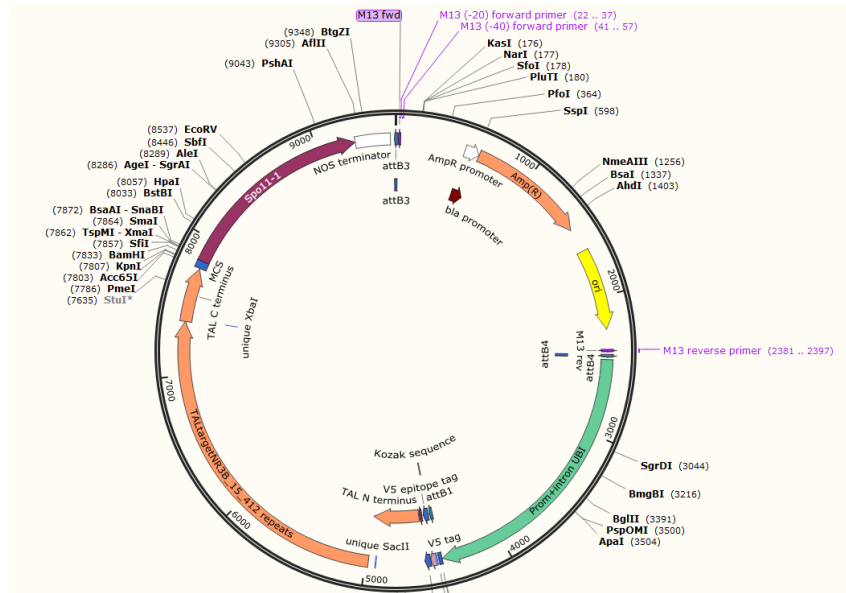 M13 fwd
M13 (-20) forward primer (22 .. 37)
M13 (-40) forward primer (41 .. 57)
(9348) BtgZI
(9305) AflII
(9043) PshAI
KasI (176)
NarI (177)
SfoI (178)
PluTI (180)
PfoI (364)
SspI (598)
NmeAIII (1256)
BsaI (1337)
AhdI (1403)
M13 reverse primer (2381 .. 2397)
SgrDI (3044)
BmgBI (3216)
BglII (3391)
PspOMI (3500)
ApaI (3504)
(8537) EcoRV
(8446) SbfI
(8289) AleI
(8286) AgeI - SgrAI
(8057) HpaI
(8033) BstBI
(7872) BsaAI - SnaBI
(7864) SmaI
(7862) TspMI - XmaI
(7857) SfiI
(7833) BamHI
(7807) KpnI
(7803) Acc65I
(7786) PmeI
(7635) StuI*
1000
2000
3000
4000
5000
6000
7000
8000
9000
NOS terminator
attB3
attB3
AmpR promoter
Amp(R)
bla promoter
ori
M13 rev
attB4
attB4
Prom+intron UBI
Spo11-1
MCS
TAL C terminus
unique XbaI
TALtargetNR3B_15_412 repeats
Kozak sequence
V5 epitope tag
attB1
TAL N terminus
V5 tag
unique SacII